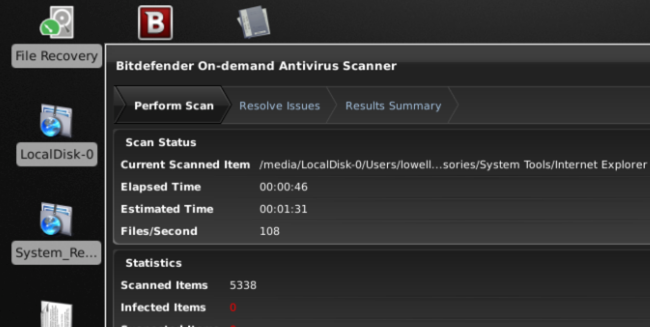 File Recovery
B
Bitdefender On-demand Antivirus Scanner
Perform Scan Resolve Issues Results Summary
LocalDisk-0
Scan Status
Current Scanned Item /media/LocalDisk-0/Users/lowell...sories/System Tools/Internet Explorer
Elapsed Time 00:00:46
Estimated Time 00:01:31
Files/Second 108
System_Re...
Statistics
Scanned Items 5338
Infected Items 0